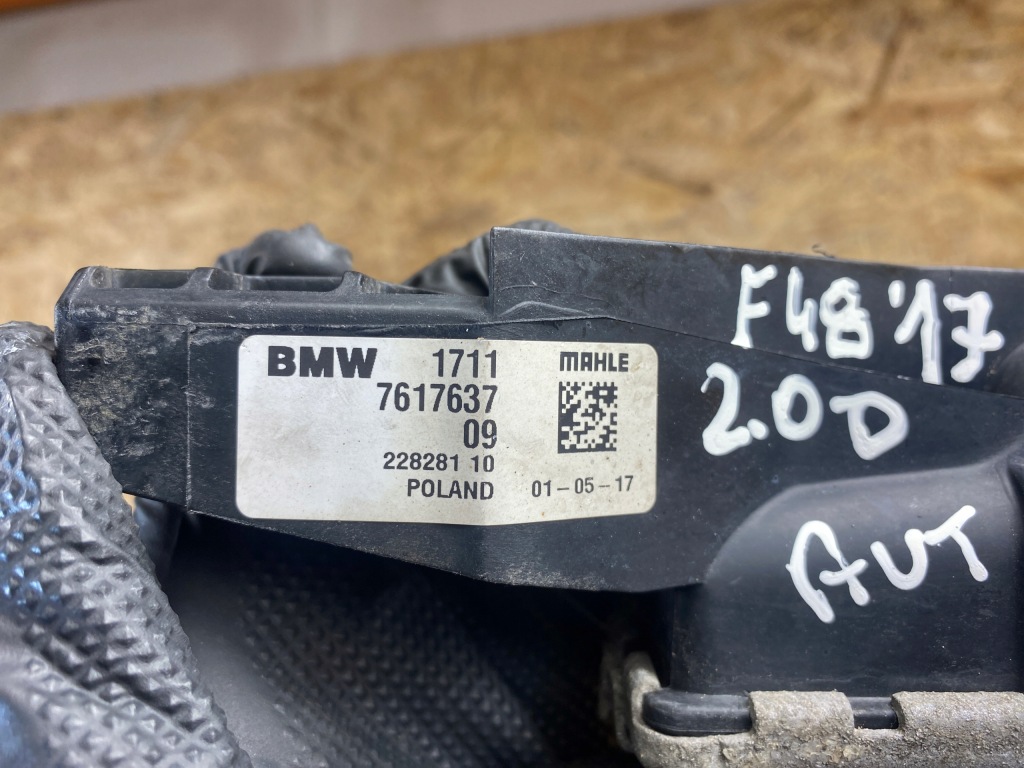 BMW 1711 MAHLE
7617637
09
228281 10
POLAND 01-05-17
F48 '17
2.0D
AUT